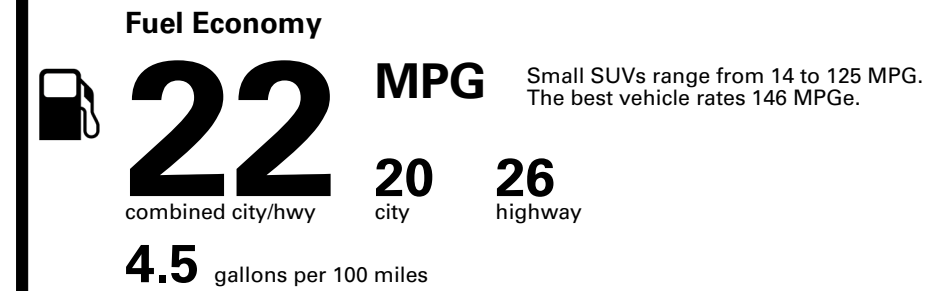 Fuel Economy
22 MPG
Small SUVs range from 14 to 125 MPG.
The best vehicle rates 146 MPGe.
combined city/hwy
20
city
26
highway
4.5 gallons per 100 miles